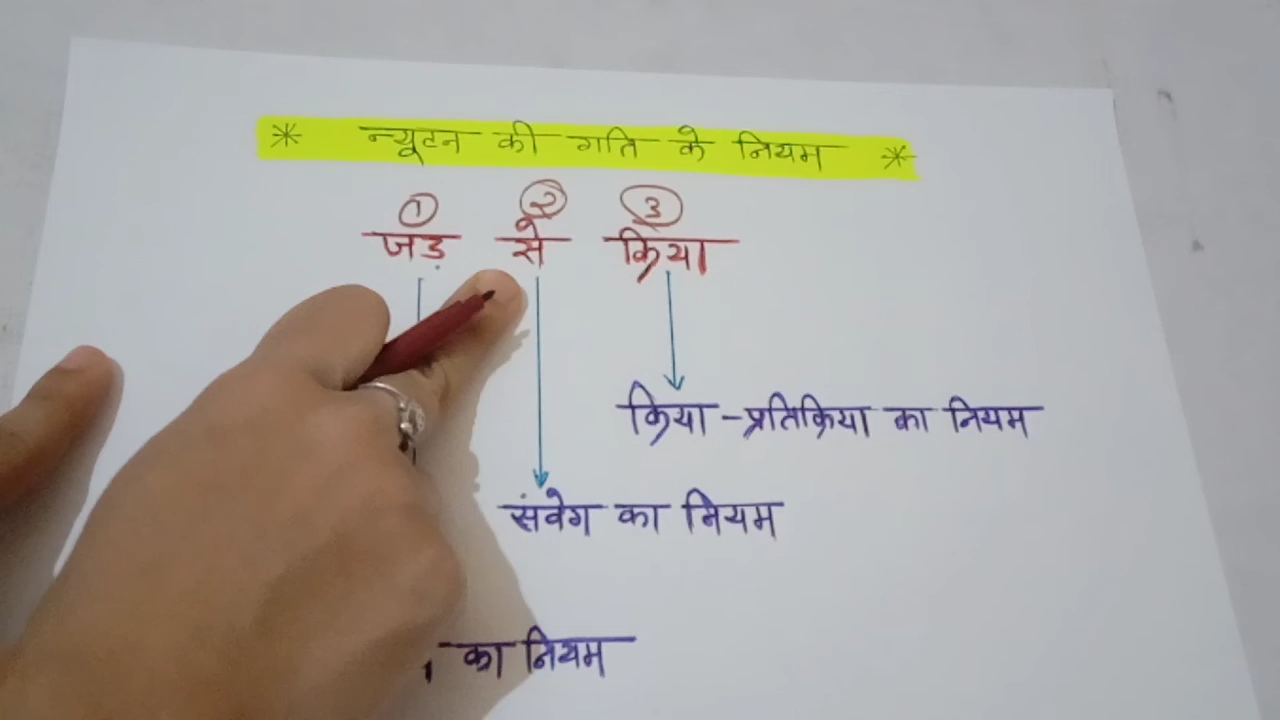 * न्यूटन की गति के नियम *
① ② ③
जड़ से क्रिया
क्रिया-प्रतिक्रिया का नियम
संवेग का नियम
का नियम